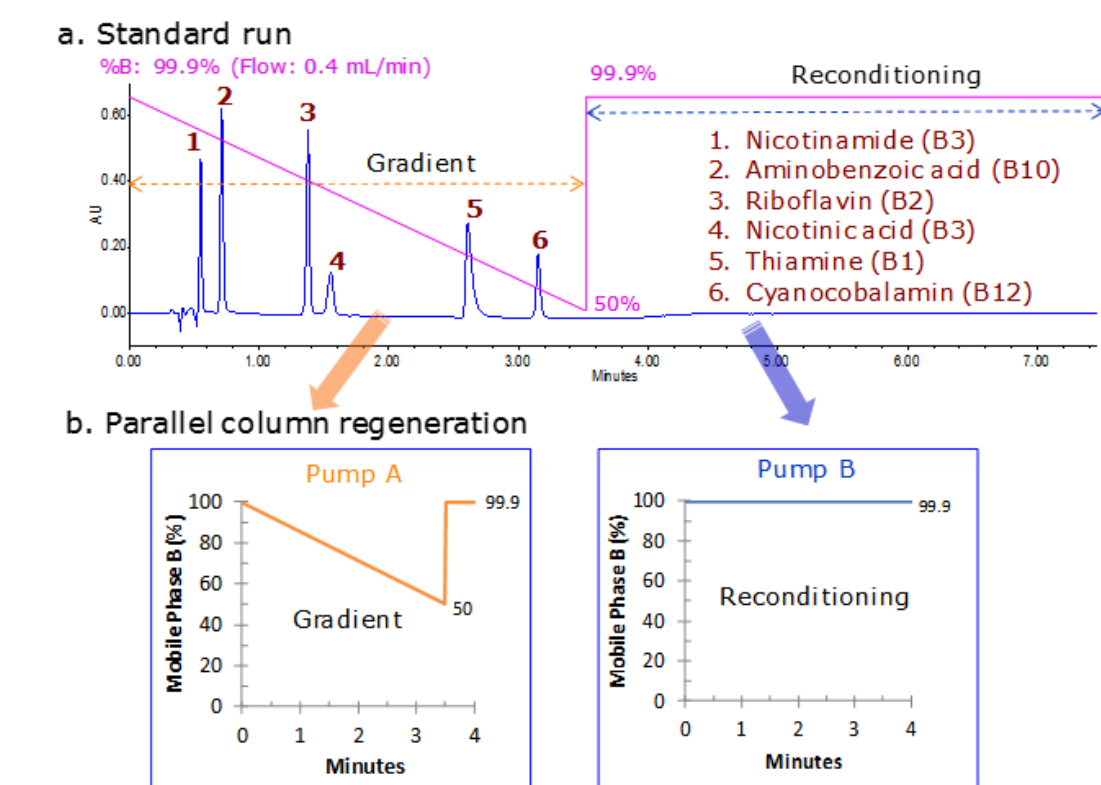 a. Standard run
%B: 99.9% (Flow: 0.4 mL/min)
99.9%
Reconditioning
0.60
0.40
0.20
0.00
AU
1
2
3
4
5
6
Gradient
1. Nicotinamide (B3)
2. Aminobenzoic acid (B10)
3. Riboflavin (B2)
4. Nicotinic acid (B3)
5. Thiamine (B1)
6. Cyanocobalamin (B12)
50%
0.00 1.00 2.00 3.00 4.00 5.00 6.00 7.00
Minutes
b. Parallel column regeneration
Pump A
Mobile Phase B (%)
100
80
60
40
20
0
99.9
50
Gradient
0 1 2 3 4
Minutes
Pump B
Mobile Phase B (%)
100
80
60
40
20
0
99.9
Reconditioning
0 1 2 3 4
Minutes